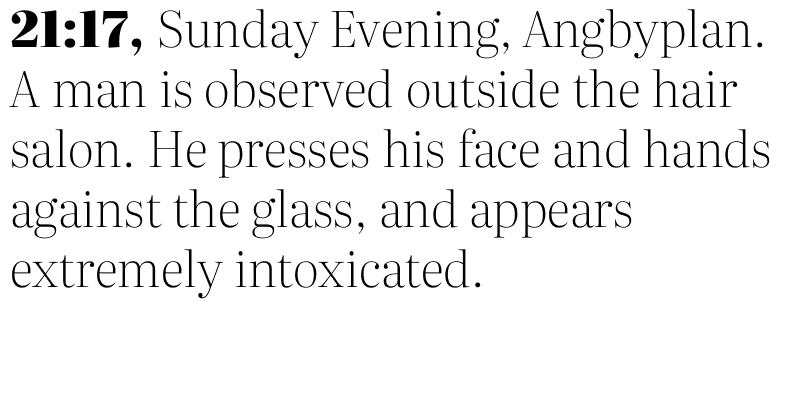 21:17, Sunday Evening, Angbyplan.
A man is observed outside the hair
salon. He presses his face and hands
against the glass, and appears
extremely intoxicated.